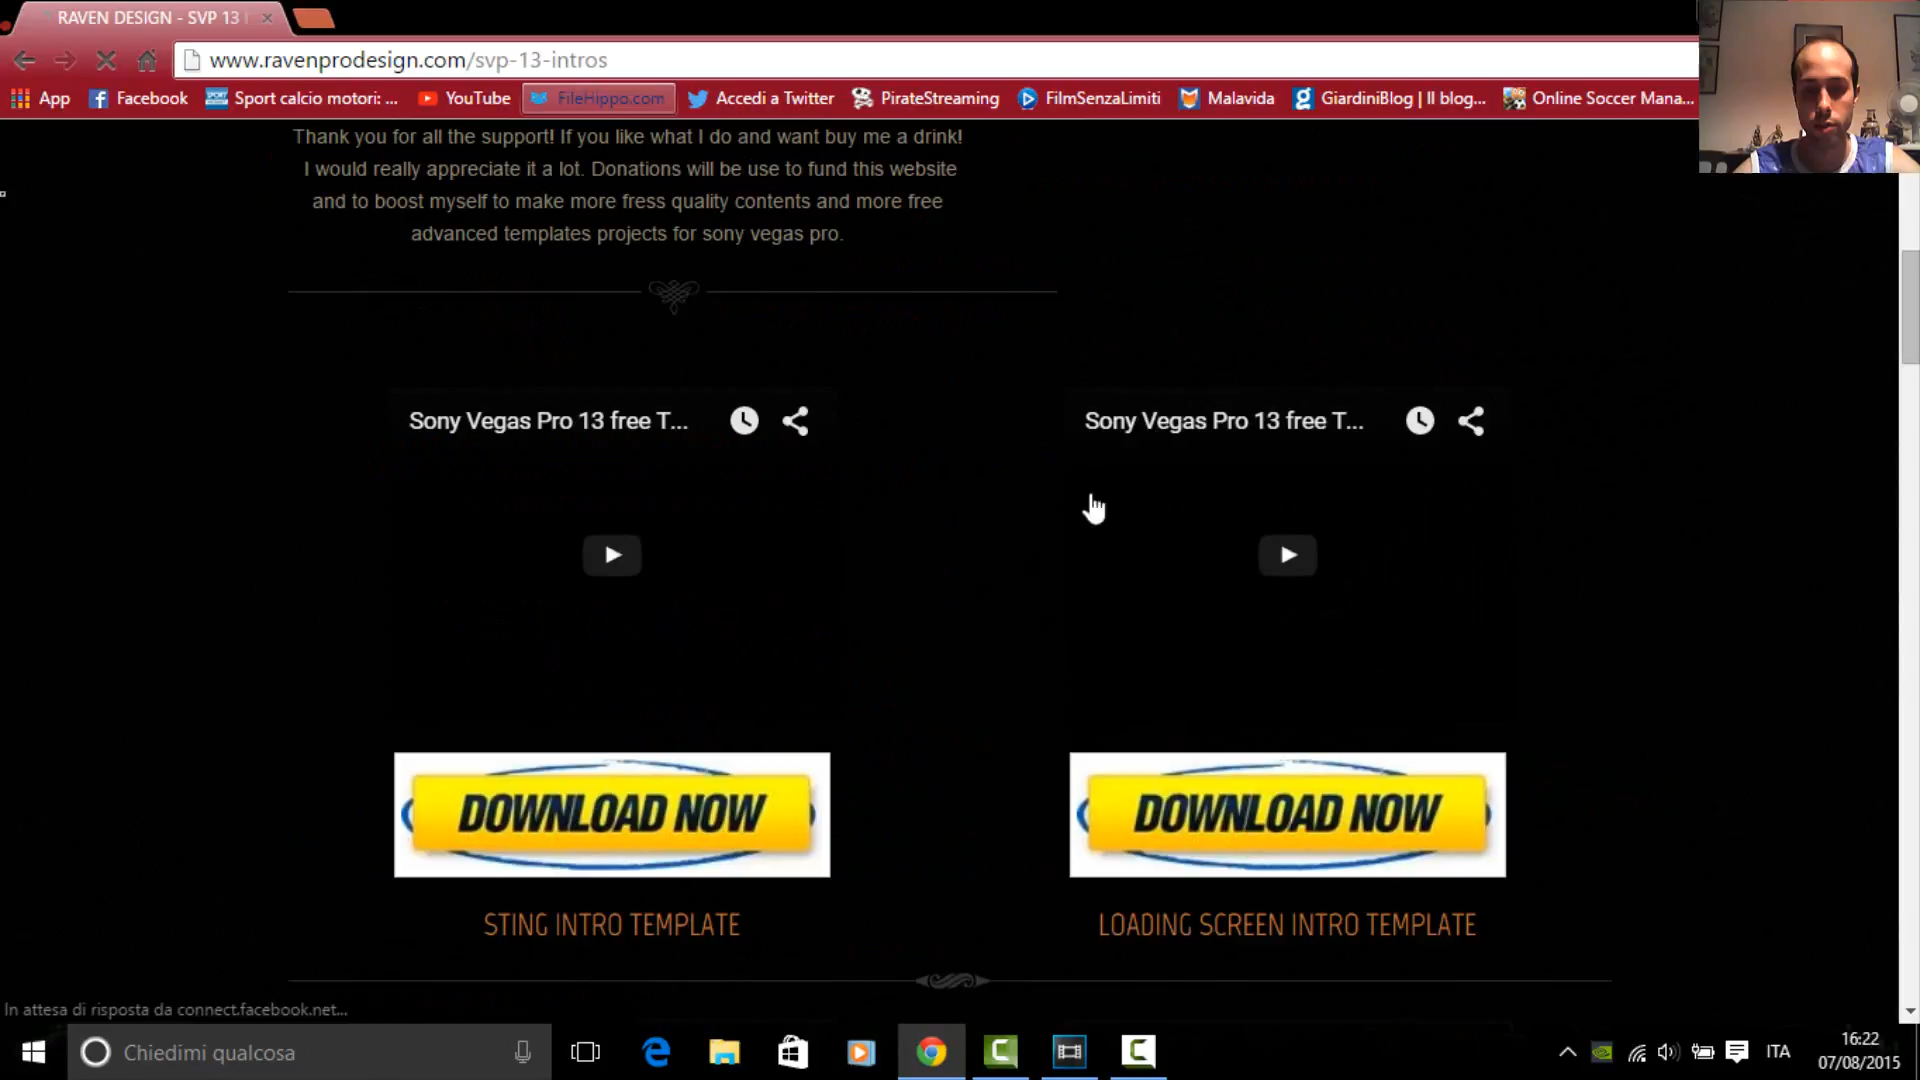 RAVEN DESIGN - SVP 13
www.ravenprodesign.com/svp-13-intros
App
Facebook
Sport calcio motori: ...
YouTube
FileHippo.com
Accedi a Twitter
PirateStreaming
FilmSenzaLimiti
Malavida
GiardiniBlog | Il blog...
Online Soccer Mana...
Thank you for all the support! If you like what I do and want buy me a drink!
I would really appreciate it a lot. Donations will be use to fund this website
and to boost myself to make more fress quality contents and more free
advanced templates projects for sony vegas pro.
Sony Vegas Pro 13 free T...
Sony Vegas Pro 13 free T...
DOWNLOAD NOW
DOWNLOAD NOW
STING INTRO TEMPLATE
LOADING SCREEN INTRO TEMPLATE
In attesa di risposta da connect.facebook.net...
Chiedimi qualcosa
ITA
16:22
07/08/2015